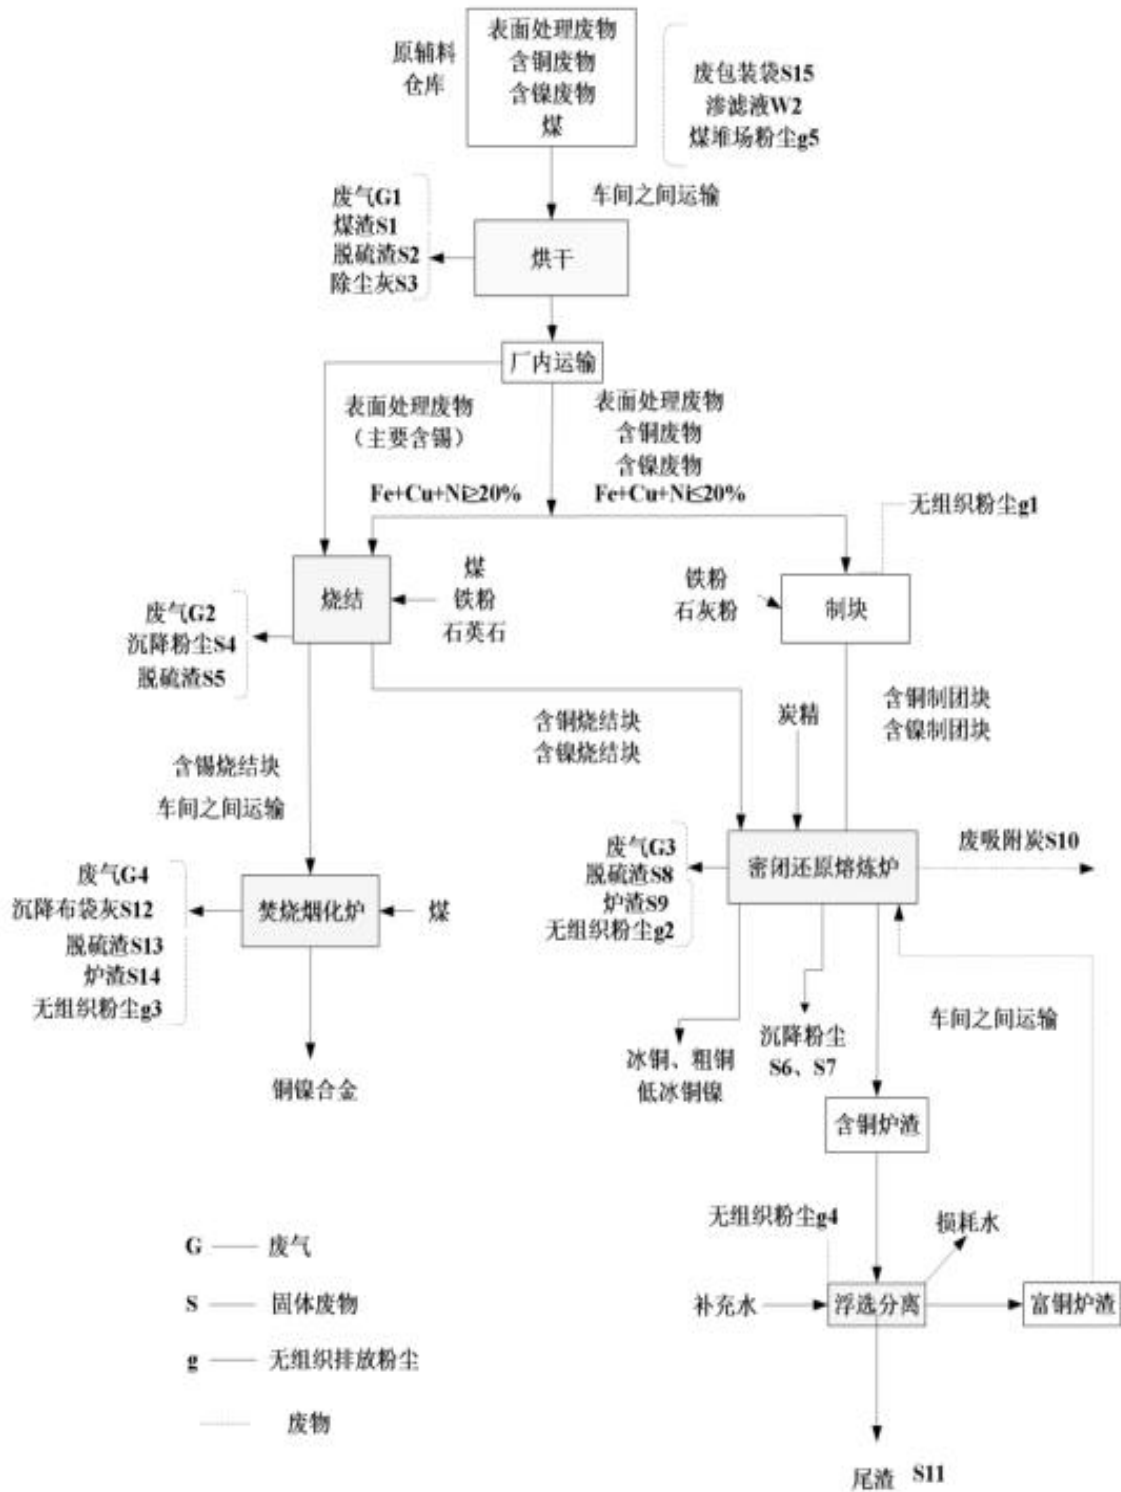 原辅料
仓库
表面处理废物
含铜废物
含镍废物
煤
废包装袋S15
渗滤液W2
煤堆场粉尘g5
车间之间运输
废气G1
煤渣S1
脱硫渣S2
除尘灰S3
烘干
厂内运输
表面处理废物
（主要含锡）
表面处理废物
含铜废物
含镍废物
Fe+Cu+Ni≥20%
Fe+Cu+Ni≤20%
无组织粉尘g1
烧结
煤
铁粉
石英石
铁粉
石灰粉
制块
废气G2
沉降粉尘S4
脱硫渣S5
含铜烧结块
含镍烧结块
炭精
含铜制团块
含镍制团块
含锡烧结块
车间之间运输
废气G3
脱硫渣S8
炉渣S9
无组织粉尘g2
密闭还原熔炼炉
废吸附炭S10
废气G4
沉降布袋灰S12
脱硫渣S13
炉渣S14
无组织粉尘g3
焚烧烟化炉
煤
铜镍合金
冰铜、粗铜
低冰铜镍
沉降粉尘
S6、S7
车间之间运输
含铜炉渣
无组织粉尘g4
损耗水
补充水
浮选分离
富铜炉渣
尾渣 S11
G 废气
S 固体废物
g 无组织排放粉尘
废物